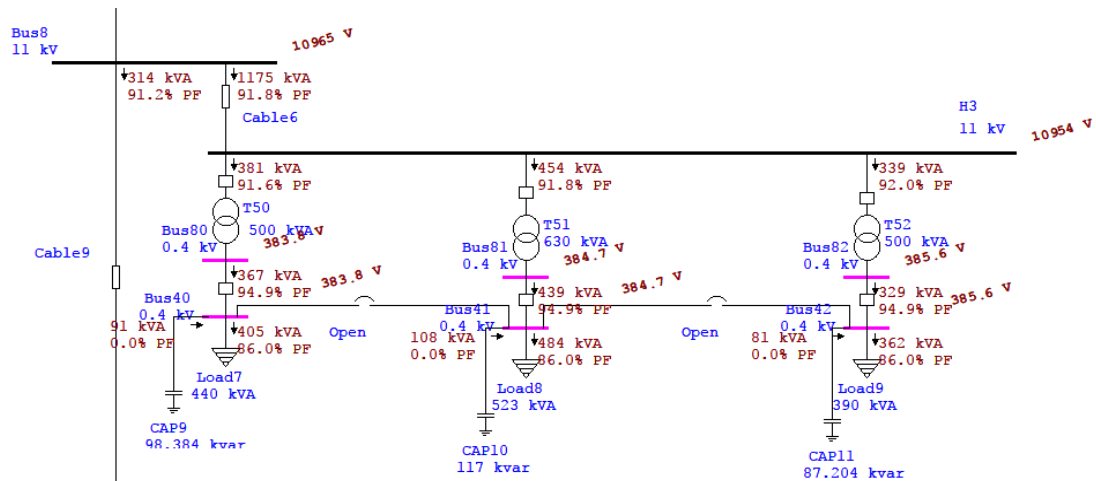 Bus8
11 kV
10965 V
314 kVA
91.2% PF
1175 kVA
91.8% PF
Cable6
H3
11 kV
10954 V
381 kVA
91.6% PF
454 kVA
91.8% PF
339 kVA
92.0% PF
T50
500 kVA
T51
630 kVA
T52
500 kVA
Bus80
0.4 kV
383.8 V
Bus81
0.4 kV
384.7 V
Bus82
0.4 kV
385.6 V
Cable9
367 kVA
94.9% PF
383.8 V
439 kVA
94.9% PF
384.7 V
329 kVA
94.9% PF
385.6 V
Bus40
0.4 kV
Bus41
0.4 kV
Bus42
0.4 kV
91 kVA
0.0% PF
405 kVA
86.0% PF
Open
108 kVA
0.0% PF
484 kVA
86.0% PF
Open
81 kVA
0.0% PF
362 kVA
86.0% PF
Load7
440 kVA
Load8
523 kVA
Load9
390 kVA
CAP9
98.384 kvar
CAP10
117 kvar
CAP11
87.204 kvar